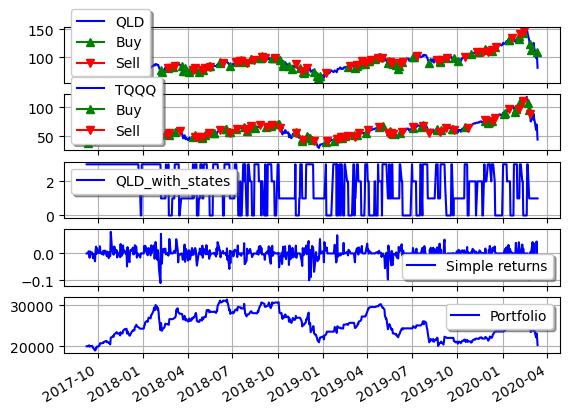 QLD
Buy
Sell
150
100
TQQQ
Buy
Sell
100
50
QLD_with_states
2
0
Simple returns
0.0
−0.1
Portfolio
30000
20000
2017-10
2018-01
2018-04
2018-07
2018-10
2019-01
2019-04
2019-07
2019-10
2020-01
2020-04